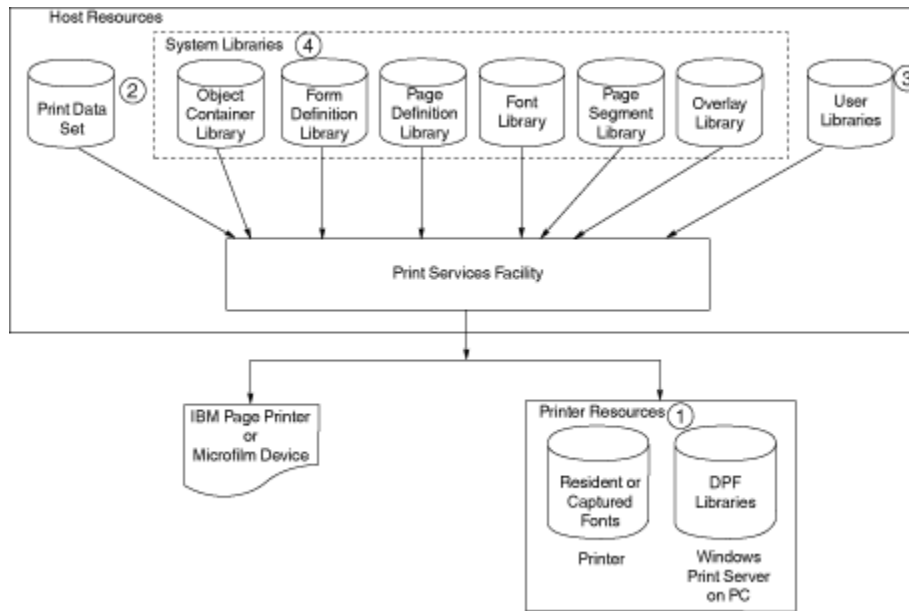 Host Resources
System Libraries 4
Print Data
Set
2
Object
Container
Library
Form
Definition
Library
Page
Definition
Library
Font
Library
Page
Segment
Library
Overlay
Library
User
Libraries
3
Print Services Facility
IBM Page Printer
or
Microfilm Device
Printer Resources 1
Resident or
Captured
Fonts
DPF
Libraries
Printer
Windows
Print Server
on PC